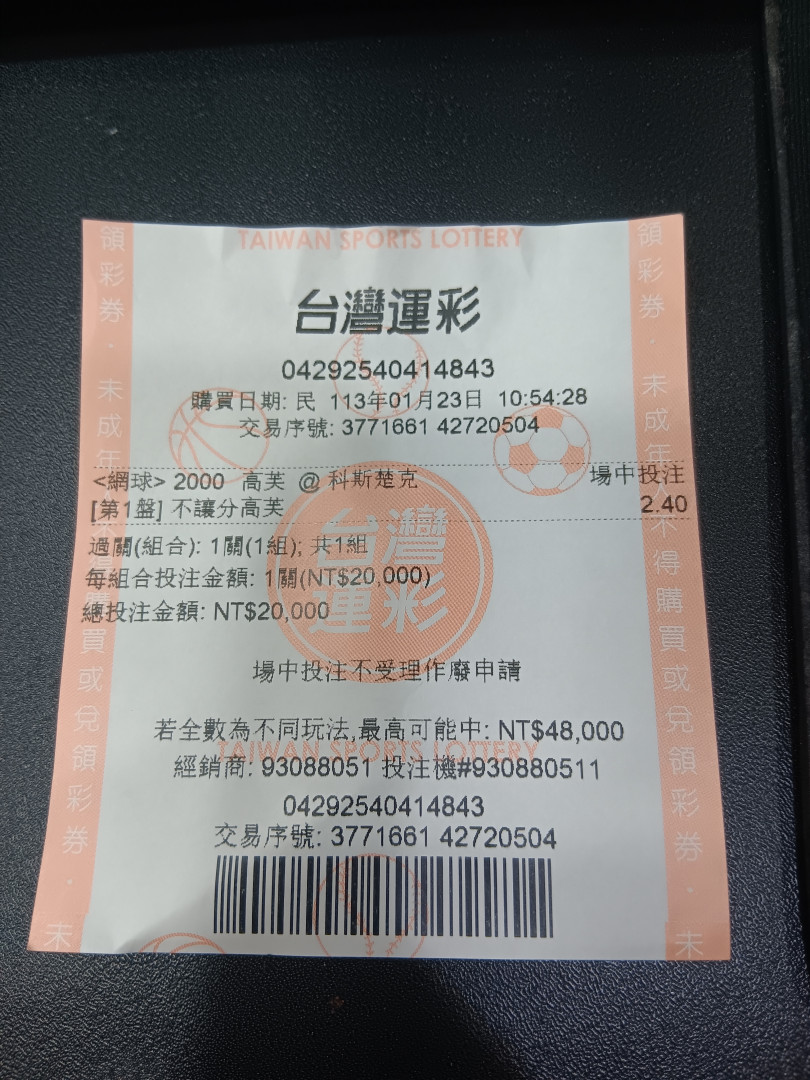 TAIWAN SPORTS LOTTERY
台灣運彩
04292540414843
購買日期: 民 113年01月23日 10:54:28
交易序號: 3771661 42720504
<網球> 2000 高芙 @ 科斯楚克 場中投注
[第1盤] 不讓分高芙 2.40
台灣運彩
過關(組合): 1關(1組); 共1組
每組合投注金額: 1關(NT$20,000)
總投注金額: NT$20,000
場中投注不受理作廢申請
若全數為不同玩法,最高可能中: NT$48,000
TAIWAN SPORTS LOTTERY
經銷商: 93088051 投注機#930880511
04292540414843
交易序號: 3771661 42720504
領彩券·未成年人不得購買或兌領彩券·未
領彩券·未成年人不得購買或兌領彩券·未